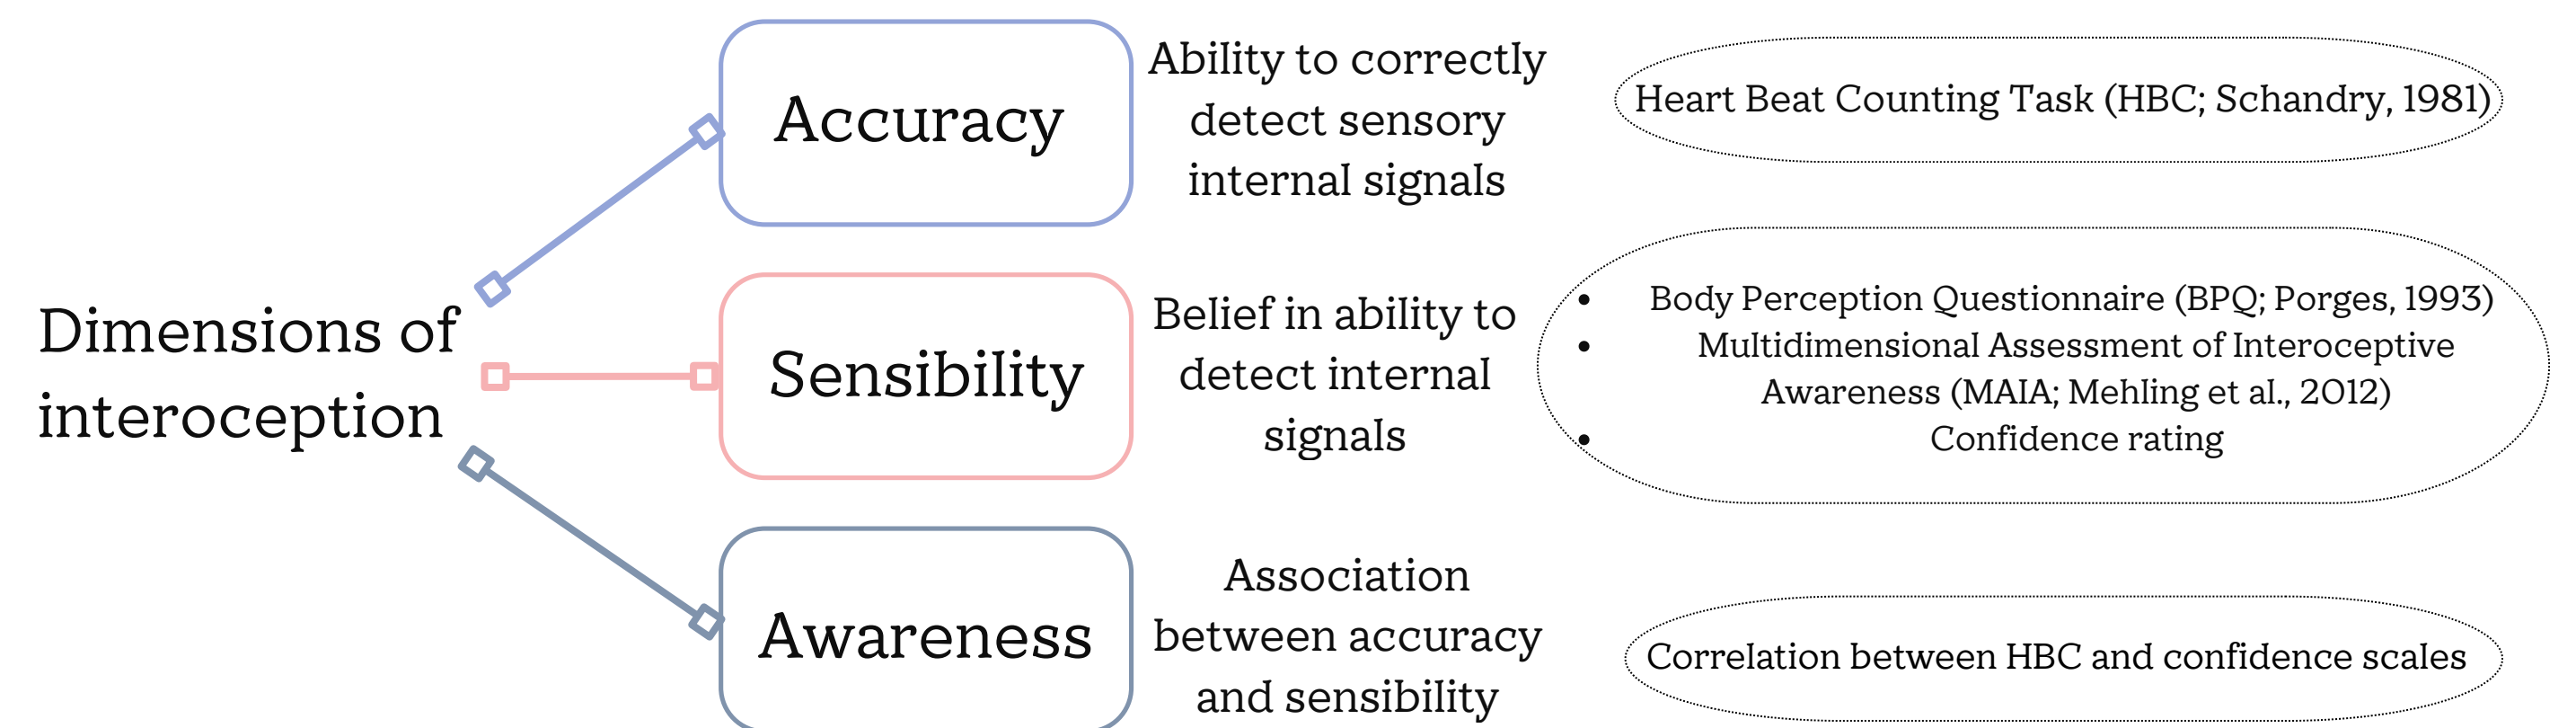 Dimensions of
interoception
Accuracy
Ability to correctly
detect sensory
internal signals
Heart Beat Counting Task (HBC; Schandry, 1981)
Sensibility
Belief in ability to
detect internal
signals
• Body Perception Questionnaire (BPQ; Porges, 1993)
• Multidimensional Assessment of Interoceptive
Awareness (MAIA; Mehling et al., 2012)
• Confidence rating
Awareness
Association
between accuracy
and sensibility
Correlation between HBC and confidence scales